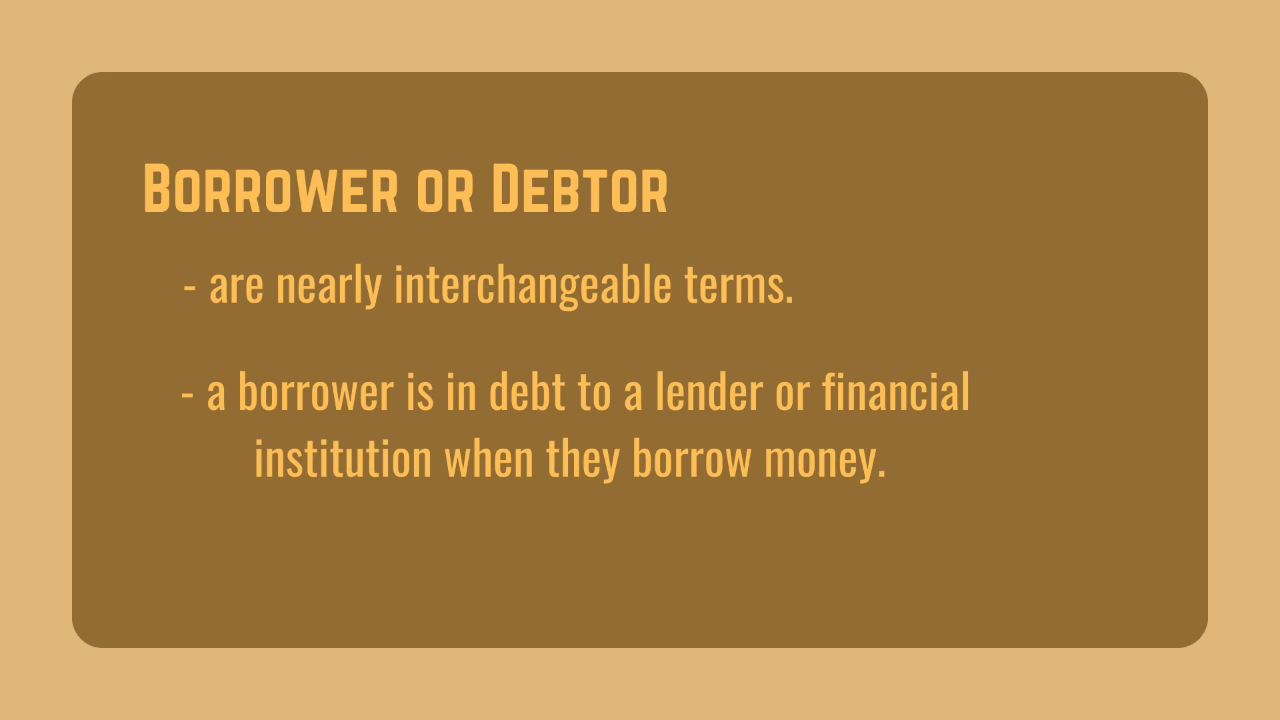 Borrower or Debtor
- are nearly interchangeable terms.
- a borrower is in debt to a lender or financial
institution when they borrow money.